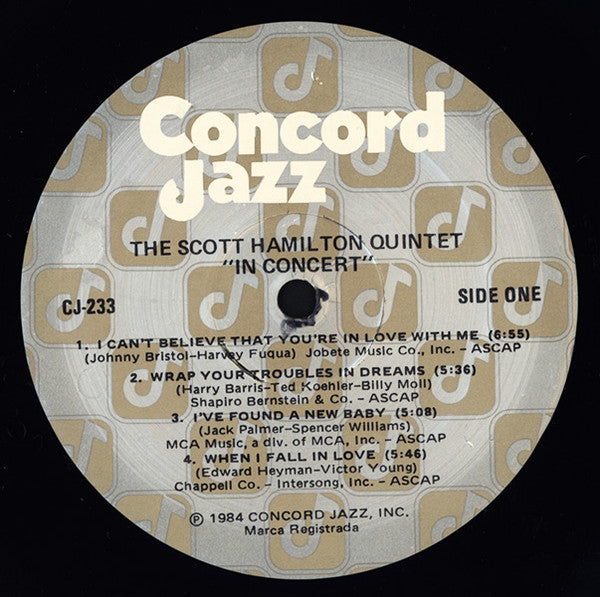 Concord
Jazz
THE SCOTT HAMILTON QUINTET
"IN CONCERT"
CJ-233
SIDE ONE
1. I CAN'T BELIEVE THAT YOU'RE IN LOVE WITH ME (6:55)
(Johnny Bristol-Harvey Fuqua) Jobete Music Co., Inc. - ASCAP
2. WRAP YOUR TROUBLES IN DREAMS (5:36)
(Harry Barris-Ted Koehler-Billy Moll)
Shapiro Bernstein & Co. - ASCAP
3. I'VE FOUND A NEW BABY (5:08)
(Jack Palmer-Spencer Williams)
MCA Music, a div. of MCA, Inc. - ASCAP
4. WHEN I FALL IN LOVE (5:46)
(Edward Heyman-Victor Young)
Chappell Co. - Intersong, Inc. - ASCAP
℗ 1984 CONCORD JAZZ, INC.
Marca Registrada